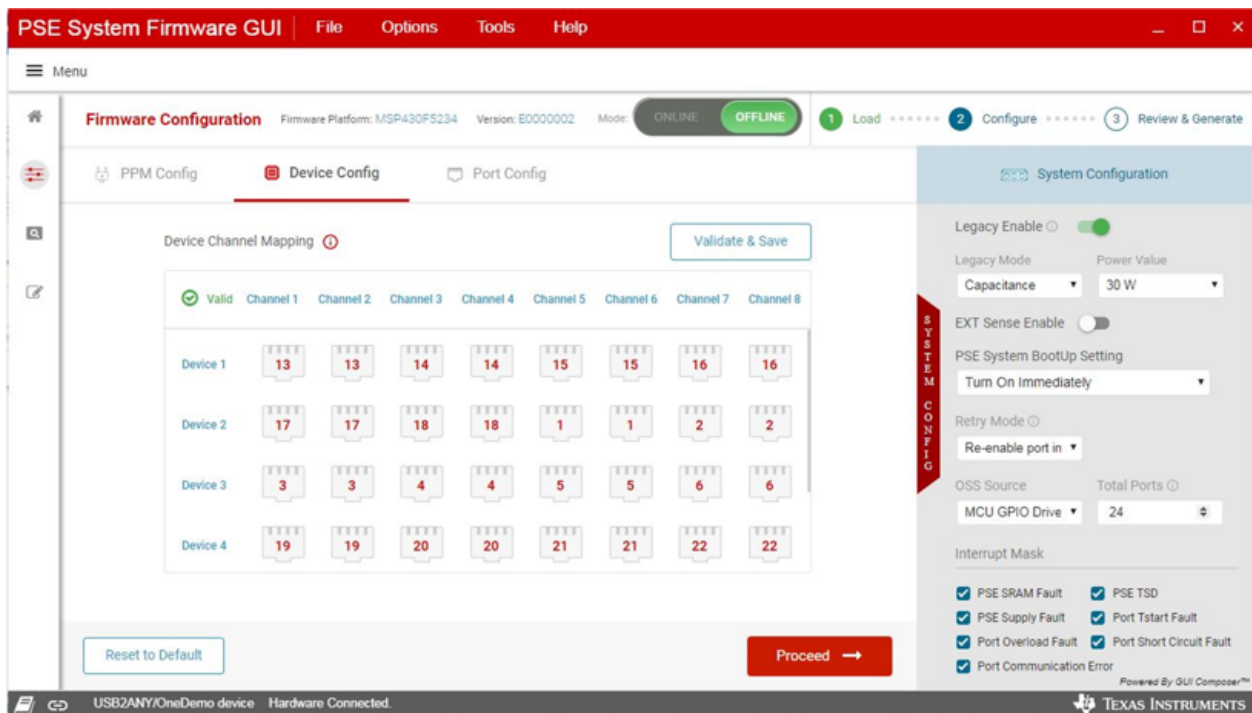 PSE System Firmware GUI File Options Tools Help
Menu
Firmware Configuration Firmware Platform: MSP430F5234 Version: E0000002 Mode: ONLINE OFFLINE 1 Load 2 Configure 3 Review & Generate
PPM Config Device Config Port Config
System Configuration
Device Channel Mapping
Validate & Save
Valid Channel 1 Channel 2 Channel 3 Channel 4 Channel 5 Channel 6 Channel 7 Channel 8
Device 1 13 13 14 14 15 15 16 16
Device 2 17 17 18 18 1 1 2 2
Device 3 3 3 4 4 5 5 6 6
Device 4 19 19 20 20 21 21 22 22
Reset to Default
Proceed
SYSTEM CONFIG
Legacy Enable
Legacy Mode Power Value
Capacitance 30 W
EXT Sense Enable
PSE System BootUp Setting
Turn On Immediately
Retry Mode
Re-enable port in
OSS Source Total Ports
MCU GPIO Drive 24
Interrupt Mask
PSE SRAM Fault PSE TSD
PSE Supply Fault Port Tstart Fault
Port Overload Fault Port Short Circuit Fault
Port Communication Error
Powered By GUI Composer™
USB2ANY/OneDemo device Hardware Connected.
TEXAS INSTRUMENTS